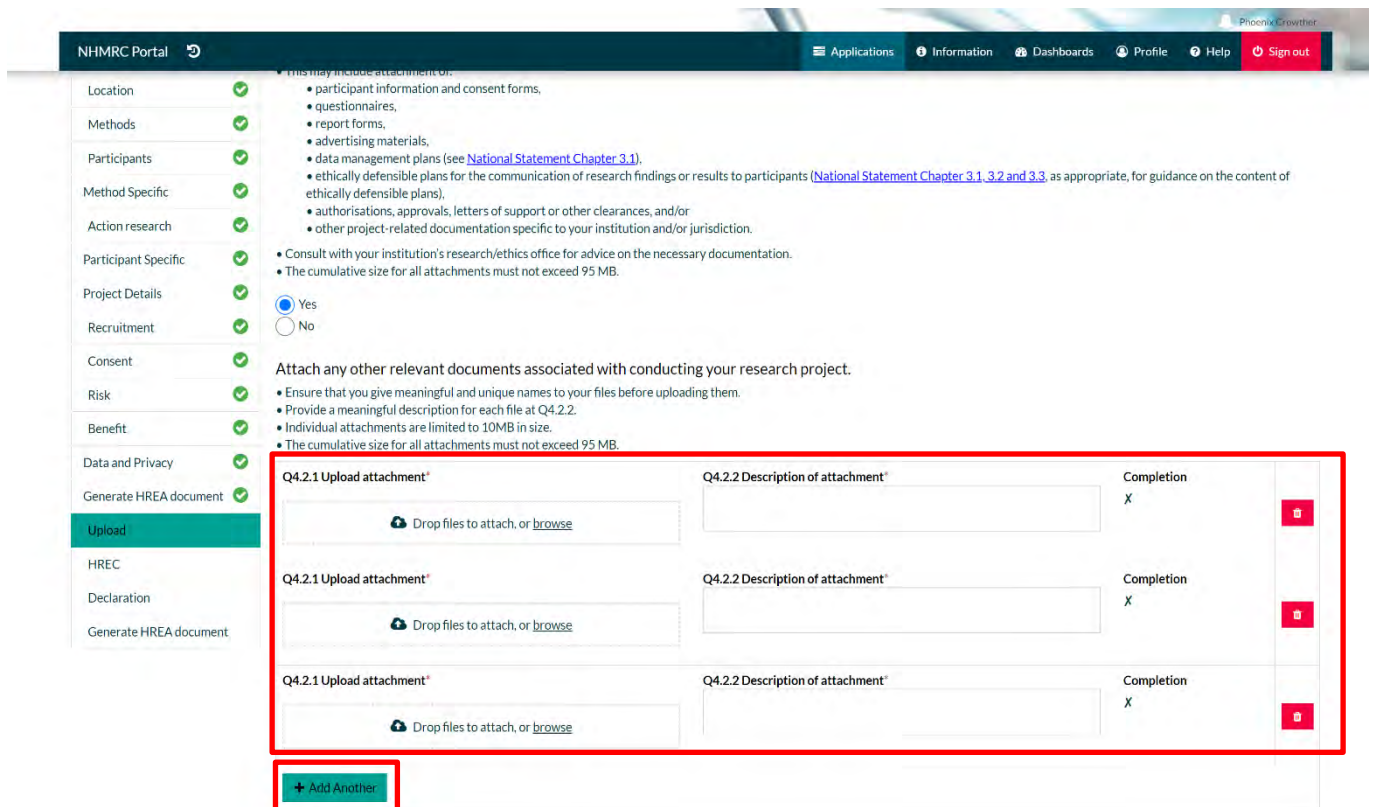 Phoenix Crowther
NHMRC Portal
Applications
Information
Dashboards
Profile
Help
Sign out
Location
Methods
Participants
Method Specific
Action research
Participant Specific
Project Details
Recruitment
Consent
Risk
Benefit
Data and Privacy
Generate HREA document
Upload
HREC
Declaration
Generate HREA document
• This may include attachment of:
• participant information and consent forms,
• questionnaires,
• report forms,
• advertising materials,
• data management plans (see National Statement Chapter 3.1),
• ethically defensible plans for the communication of research findings or results to participants (National Statement Chapter 3.1, 3.2 and 3.3, as appropriate, for guidance on the content of
ethically defensible plans),
• authorisations, approvals, letters of support or other clearances, and/or
• other project-related documentation specific to your institution and/or jurisdiction.
• Consult with your institution's research/ethics office for advice on the necessary documentation.
• The cumulative size for all attachments must not exceed 95 MB.
Yes
No
Attach any other relevant documents associated with conducting your research project.
• Ensure that you give meaningful and unique names to your files before uploading them.
• Provide a meaningful description for each file at Q4.2.2.
• Individual attachments are limited to 10MB in size.
• The cumulative size for all attachments must not exceed 95 MB.
Q4.2.1 Upload attachment* Q4.2.2 Description of attachment* Completion
✗
Drop files to attach, or browse
Q4.2.1 Upload attachment* Q4.2.2 Description of attachment* Completion
✗
Drop files to attach, or browse
Q4.2.1 Upload attachment* Q4.2.2 Description of attachment* Completion
✗
Drop files to attach, or browse
+ Add Another